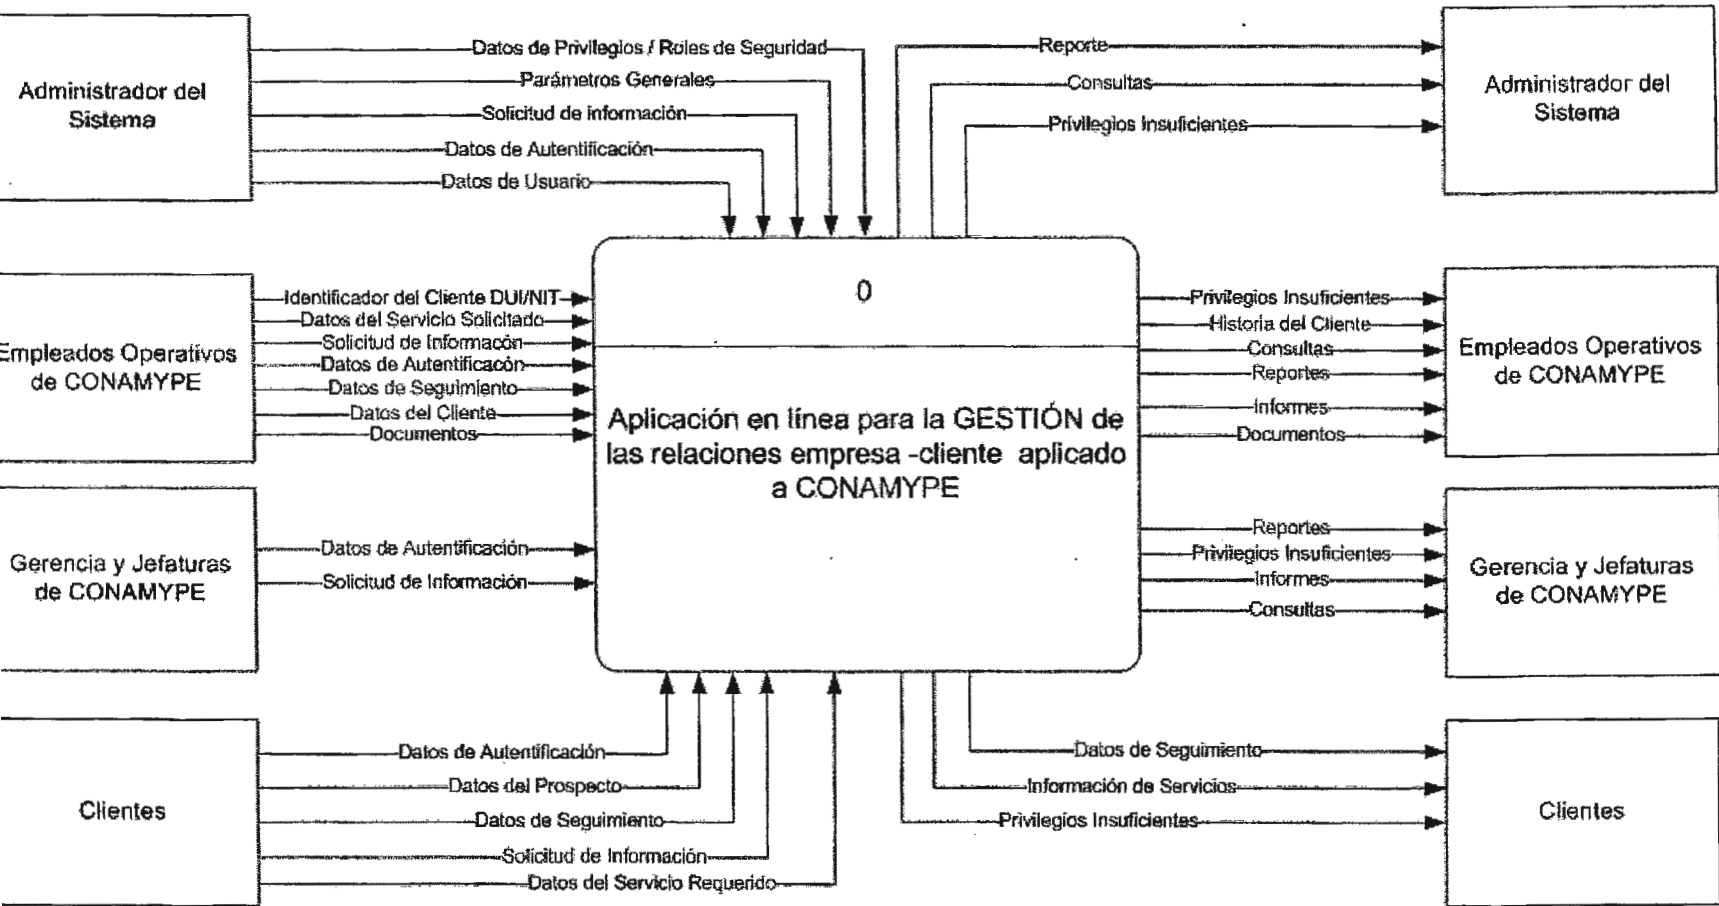 Administrador del
Sistema
Datos de Privilegios / Roles de Seguridad
Parámetros Generales
Solicitud de información
Datos de Autentificación
Datos de Usuario
Reporte
Consultas
Privilegios Insuficientes
Administrador del
Sistema
Empleados Operativos
de CONAMYPE
Identificador del Cliente DUI/NIT
Datos del Servicio Solicitado
Solicitud de Informacón
Datos de Autentificacón
Datos de Seguimiento
Datos del Cliente
Documentos
0
Aplicación en línea para la GESTIÓN de
las relaciones empresa -cliente aplicado
a CONAMYPE
Privilegios Insuficientes
Historia del Cliente
Consultas
Reportes
Informes
Documentos
Empleados Operativos
de CONAMYPE
Gerencia y Jefaturas
de CONAMYPE
Datos de Autentificación
Solicitud de Información
Reportes
Privilegios Insuficientes
Informes
Consultas
Gerencia y Jefaturas
de CONAMYPE
Clientes
Datos de Autentificación
Datos del Prospecto
Datos de Seguimiento
Solicitud de Información
Datos del Servicio Requerido
Datos de Seguimiento
Información de Servicios
Privilegios Insuficientes
Clientes